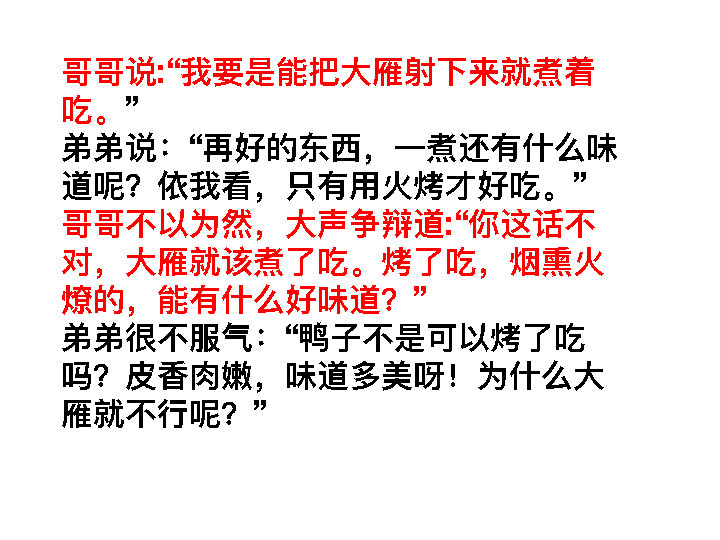 哥哥说:“我要是能把大雁射下来就煮着
吃。”
弟弟说：“再好的东西，一煮还有什么味
道呢？依我看，只有用火烤才好吃。”
哥哥不以为然，大声争辩道:“你这话不
对，大雁就该煮了吃。烤了吃，烟熏火
燎的，能有什么好味道？”
弟弟很不服气：“鸭子不是可以烤了吃
吗？皮香肉嫩，味道多美呀！为什么大
雁就不行呢？”